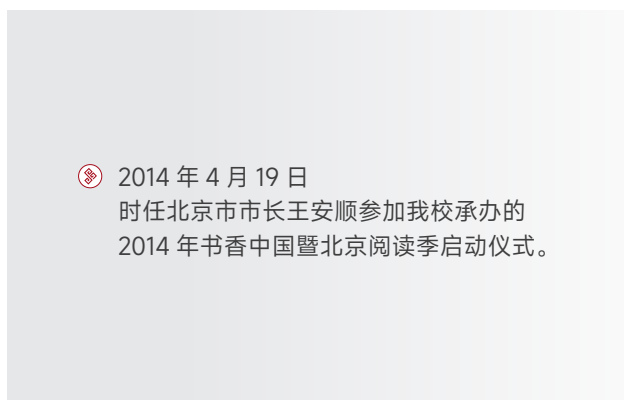 2014 年 4 月 19 日
时任北京市市长王安顺参加我校承办的
2014 年书香中国暨北京阅读季启动仪式。